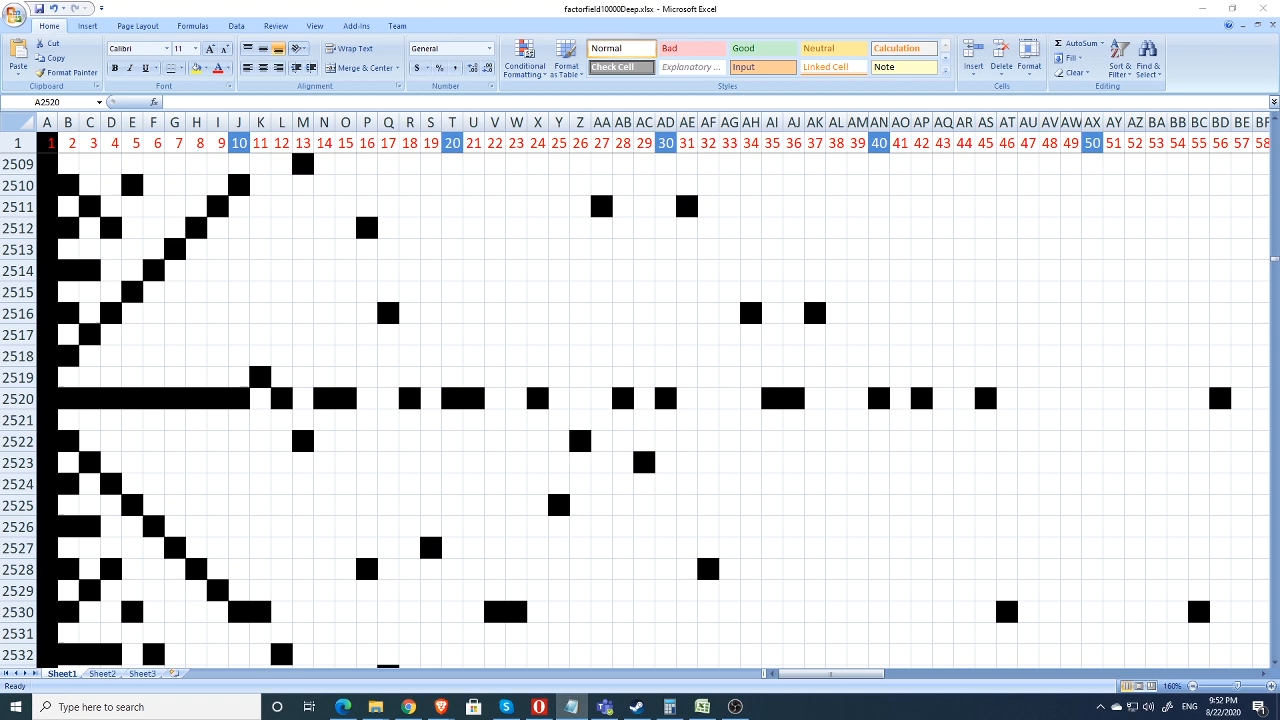 factorfield10000Deep.xlsx - Microsoft Excel
Home Insert Page Layout Formulas Data Review View Add-Ins Team
Cut Calibri 11 Wrap Text General Normal Bad Good Neutral Calculation AutoSum
Copy
Paste Format Painter B I U Merge & Center $ % , Conditional Formatting Format as Table Check Cell Explanatory ... Input Linked Cell Note Insert Delete Format Fill Clear Sort & Filter Find & Select
Clipboard Font Alignment Number Styles Cells Editing
A2520 fx
A B C D E F G H I J K L M N O P Q R S T U V W X Y Z AA AB AC AD AE AF AG AH AI AJ AK AL AM AN AO AP AQ AR AS AT AU AV AW AX AY AZ BA BB BC BD BE BF
1 1 2 3 4 5 6 7 8 9 10 11 12 13 14 15 16 17 18 19 20 21 22 23 24 25 26 27 28 29 30 31 32 33 34 35 36 37 38 39 40 41 42 43 44 45 46 47 48 49 50 51 52 53 54 55 56 57 58
2509
2510
2511
2512
2513
2514
2515
2516
2517
2518
2519
2520
2521
2522
2523
2524
2525
2526
2527
2528
2529
2530
2531
2532
Sheet1 Sheet2 Sheet3
Ready 160%
Type here to search ENG 9:52 PM
8/22/2020